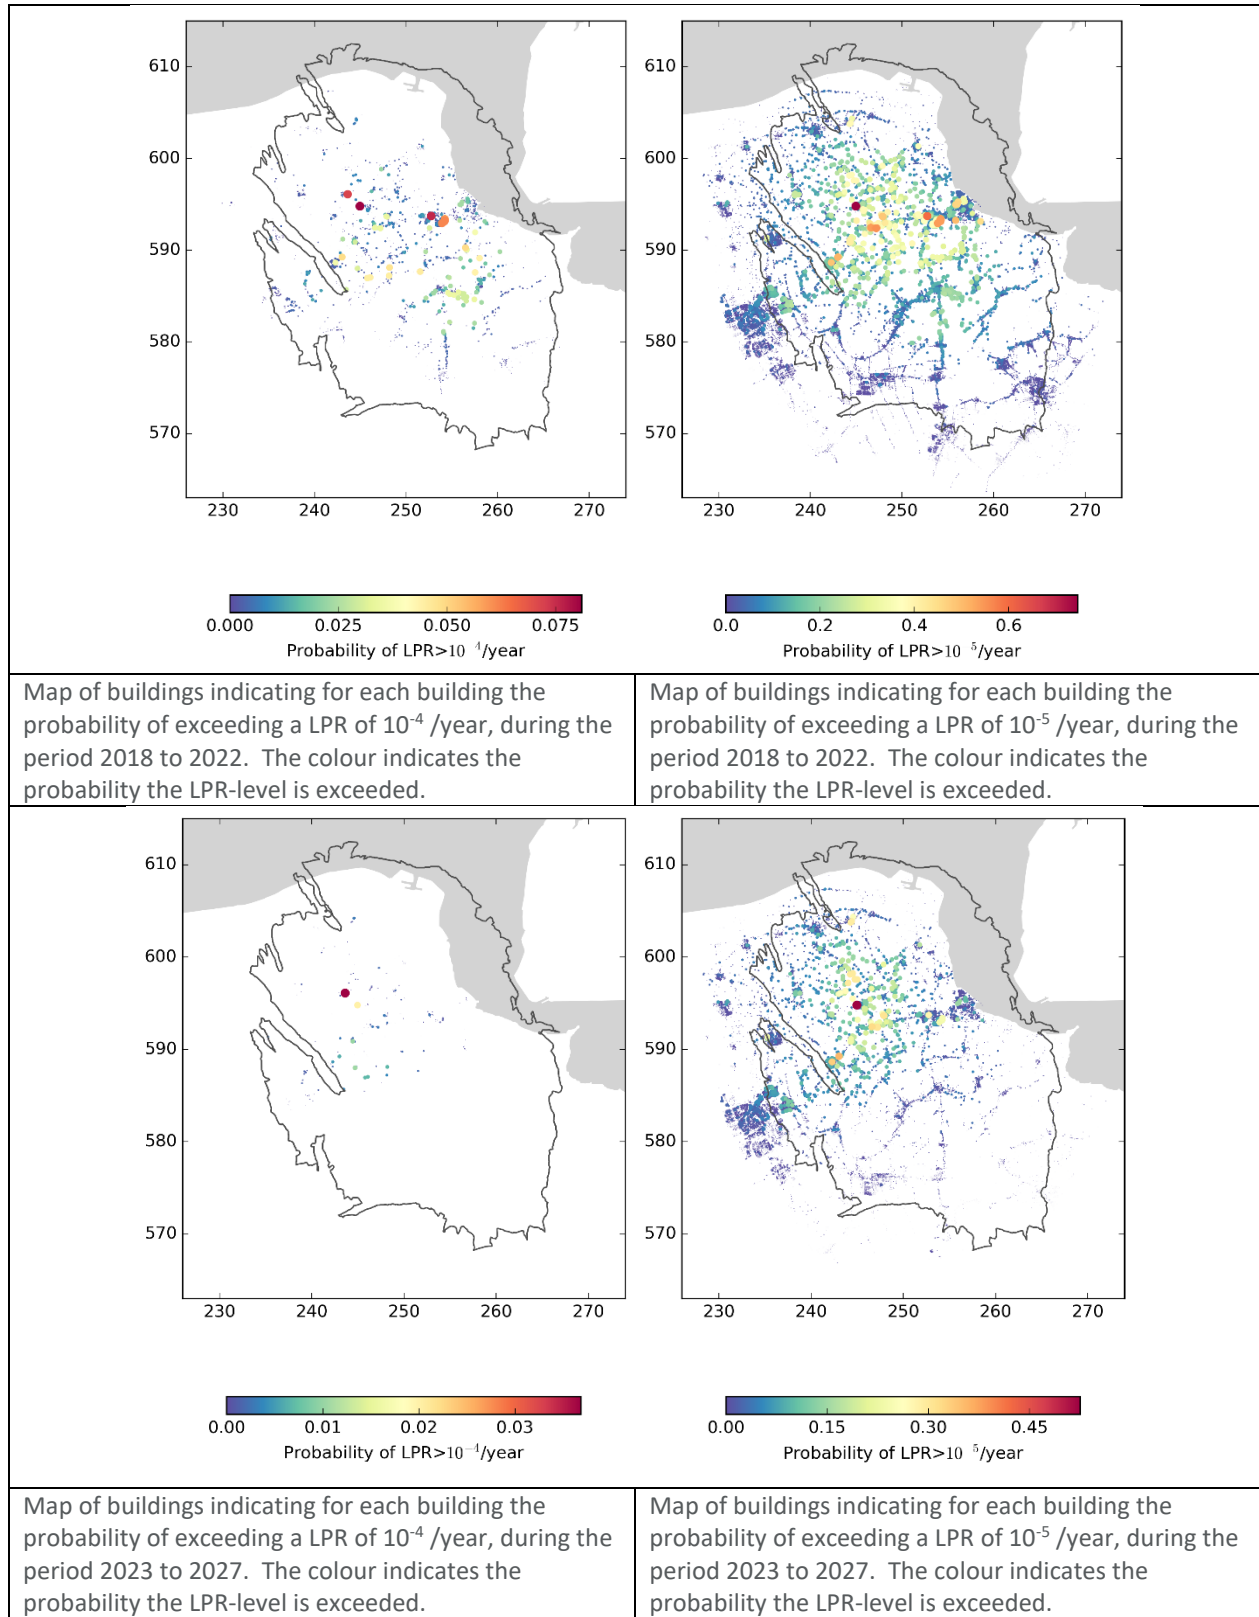 610
600
590
580
570
230 240 250 260 270
0.000 0.025 0.050 0.075
Probability of LPR>10 ⁻⁴/year
610
600
590
580
570
230 240 250 260 270
0.0 0.2 0.4 0.6
Probability of LPR>10 ⁵/year
Map of buildings indicating for each building the
probability of exceeding a LPR of 10⁻⁴ /year, during the
period 2018 to 2022. The colour indicates the
probability the LPR-level is exceeded.
Map of buildings indicating for each building the
probability of exceeding a LPR of 10⁻⁵ /year, during the
period 2018 to 2022. The colour indicates the
probability the LPR-level is exceeded.
610
600
590
580
570
230 240 250 260 270
0.00 0.01 0.02 0.03
Probability of LPR>10⁻⁴/year
610
600
590
580
570
230 240 250 260 270
0.00 0.15 0.30 0.45
Probability of LPR>10 ⁵/year
Map of buildings indicating for each building the
probability of exceeding a LPR of 10⁻⁴ /year, during the
period 2023 to 2027. The colour indicates the
probability the LPR-level is exceeded.
Map of buildings indicating for each building the
probability of exceeding a LPR of 10⁻⁵ /year, during the
period 2023 to 2027. The colour indicates the
probability the LPR-level is exceeded.